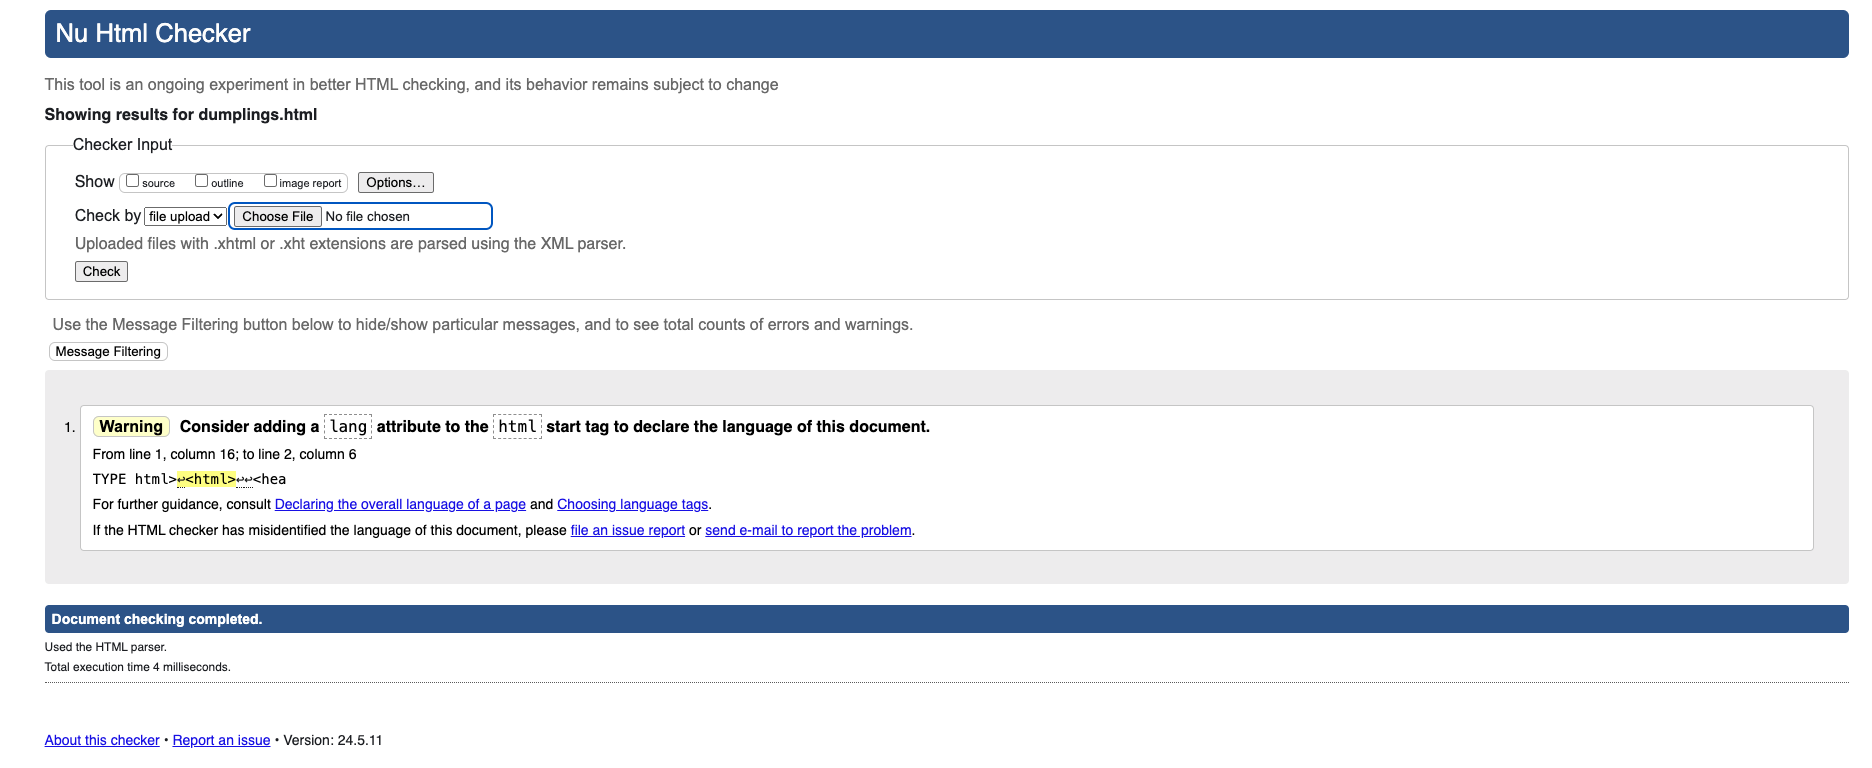 Nu Html Checker
This tool is an ongoing experiment in better HTML checking, and its behavior remains subject to change
Showing results for dumplings.html
Checker Input
Show source outline image report Options…
Check by file upload Choose File No file chosen
Uploaded files with .xhtml or .xht extensions are parsed using the XML parser.
Check
Use the Message Filtering button below to hide/show particular messages, and to see total counts of errors and warnings.
Message Filtering
1. Warning Consider adding a lang attribute to the html start tag to declare the language of this document.
From line 1, column 16; to line 2, column 6
TYPE html>↩<html>↩↩<hea
For further guidance, consult Declaring the overall language of a page and Choosing language tags.
If the HTML checker has misidentified the language of this document, please file an issue report or send e-mail to report the problem.
Document checking completed.
Used the HTML parser.
Total execution time 4 milliseconds.
About this checker • Report an issue • Version: 24.5.11